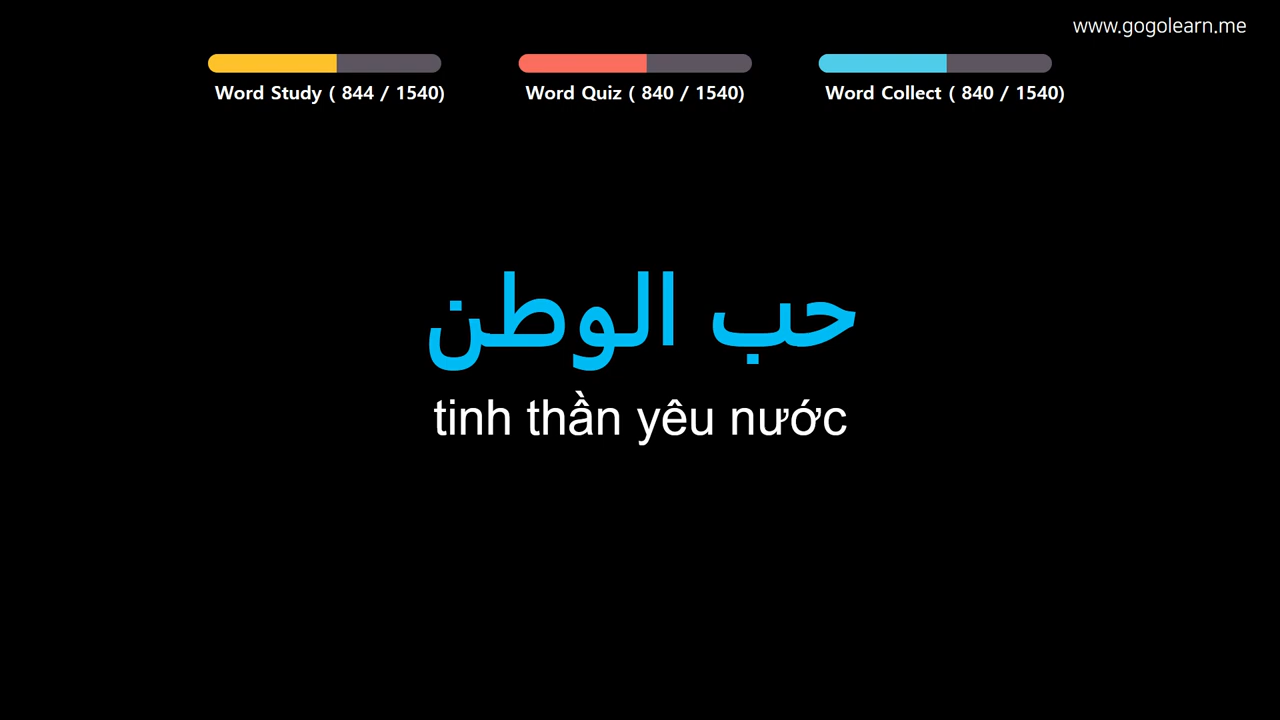 www.gogolearn.me
Word Study ( 844 / 1540)
Word Quiz ( 840 / 1540)
Word Collect ( 840 / 1540)
حب الوطن
tinh thần yêu nước